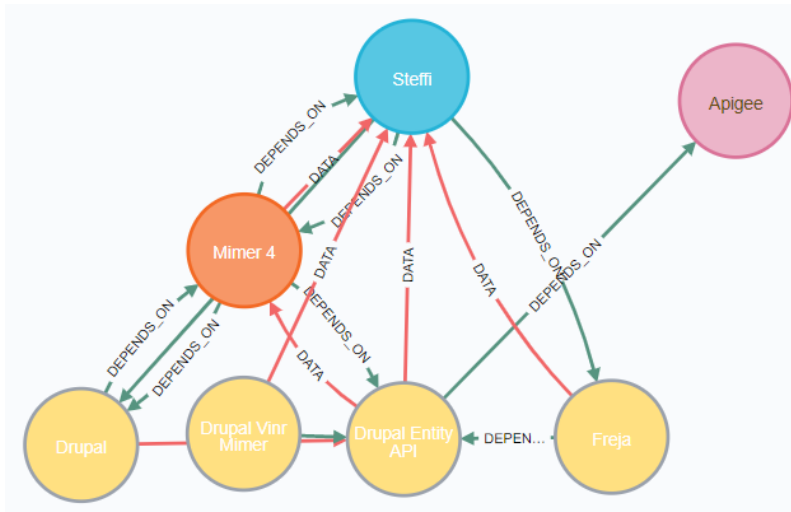 Steffi
Apigee
DEPENDS_ON
DATA
DEPENDS_ON
DEPENDS_ON
Mimer 4
DATA
DATA
DATA
DEPENDS_ON
DEPENDS_ON
DEPENDS_ON
DEPENDS_ON
DATA
DEPENDS_ON
Drupal
Drupal Vinr
Mimer
Drupal Entity
API
DEPEN...
Freja